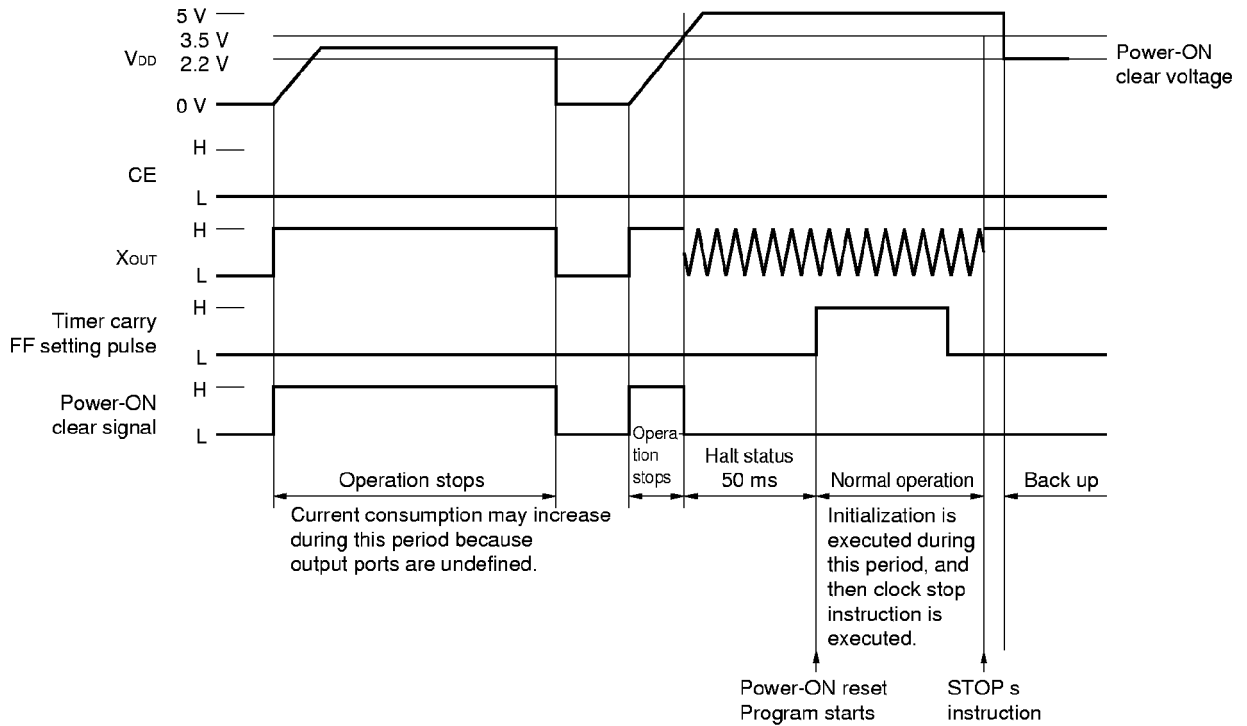 5 V
3.5 V
VDD
2.2 V
0 V
Power-ON
clear voltage
H
CE
L
H
XOUT
L
H
Timer carry
FF setting pulse
L
H
Power-ON
clear signal
L
Opera-
tion
stops
Halt status
50 ms
Operation stops
Normal operation
Back up
Current consumption may increase
during this period because
output ports are undefined.
Initialization is
executed during
this period, and
then clock stop
instruction is
executed.
Power-ON reset
Program starts
STOP s
instruction